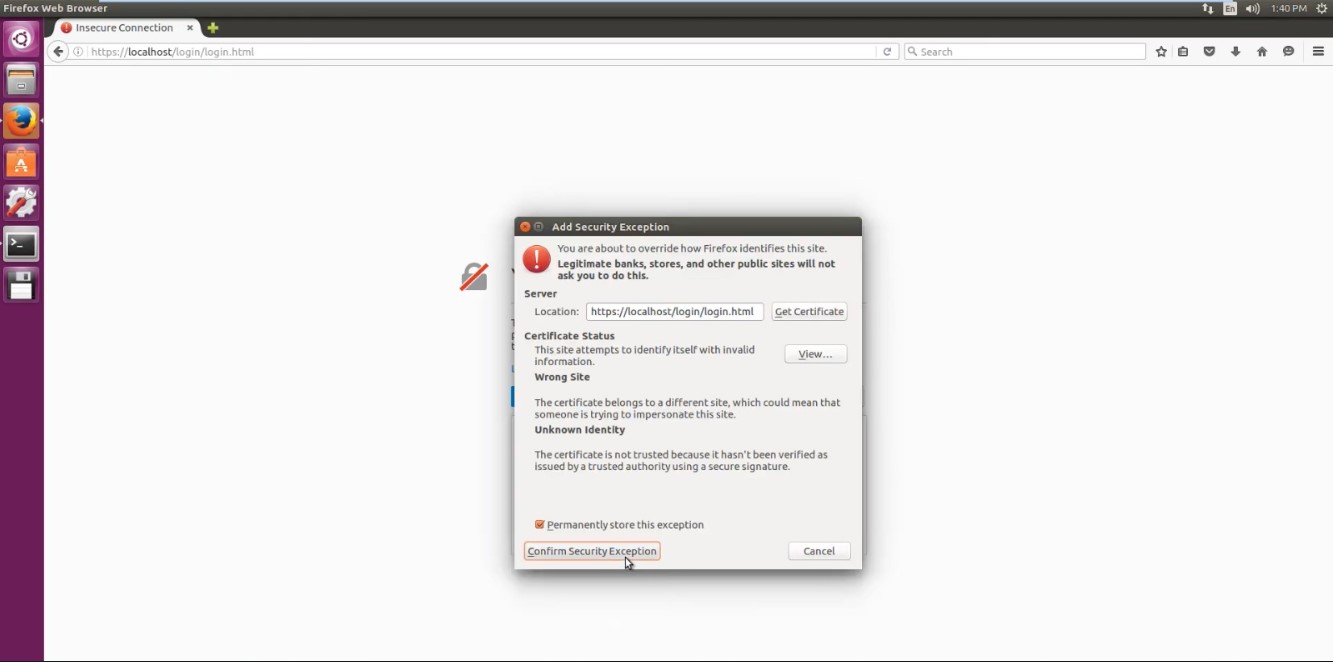 Firefox Web Browser
En
1:40 PM
Insecure Connection
https://localhost/login/login.html
Search
Add Security Exception
You are about to override how Firefox identifies this site.
Legitimate banks, stores, and other public sites will not
ask you to do this.
Server
Location: https://localhost/login/login.html Get Certificate
Certificate Status
This site attempts to identify itself with invalid
information.
View...
Wrong Site
The certificate belongs to a different site, which could mean that
someone is trying to impersonate this site.
Unknown Identity
The certificate is not trusted because it hasn't been verified as
issued by a trusted authority using a secure signature.
Permanently store this exception
Confirm Security Exception
Cancel